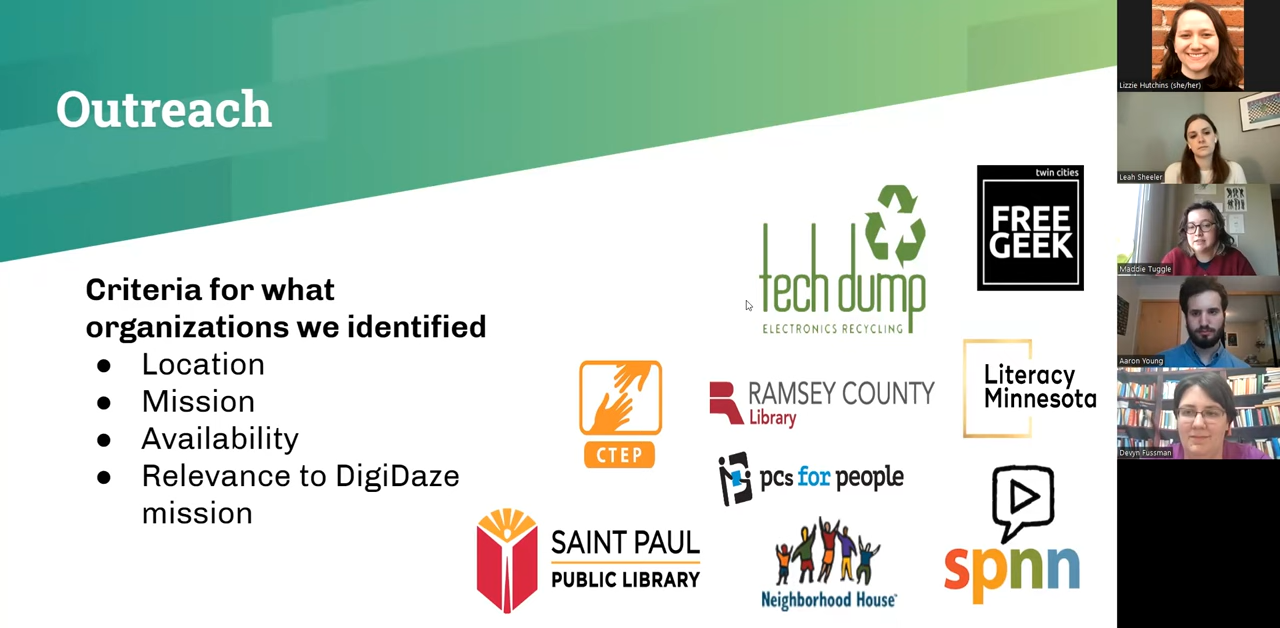 Outreach
Criteria for what
organizations we identified
● Location
● Mission
● Availability
● Relevance to DigiDaze
mission
twin cities
FREE
GEEK
tech dump
ELECTRONICS RECYCLING
CTEP
RAMSEY COUNTY
Library
Literacy
Minnesota
pcs for people
SAINT PAUL
PUBLIC LIBRARY
Neighborhood House
spnn
Lizzie Hutchins (she/her)
Leah Sheeler
Maddie Tuggle
Aaron Young
Devyn Fussman